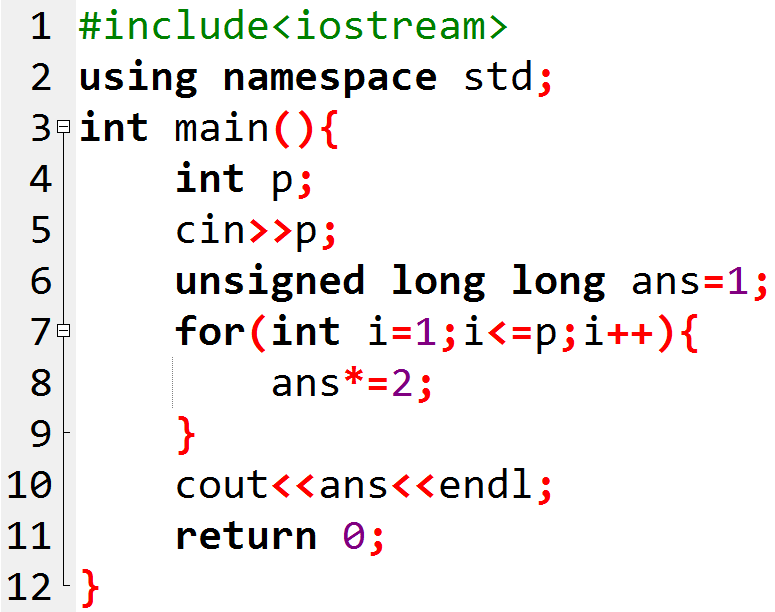 1 #include<iostream>
2 using namespace std;
3 int main(){
4     int p;
5     cin>>p;
6     unsigned long long ans=1;
7     for(int i=1;i<=p;i++){
8         ans*=2;
9     }
10     cout<<ans<<endl;
11     return 0;
12 }